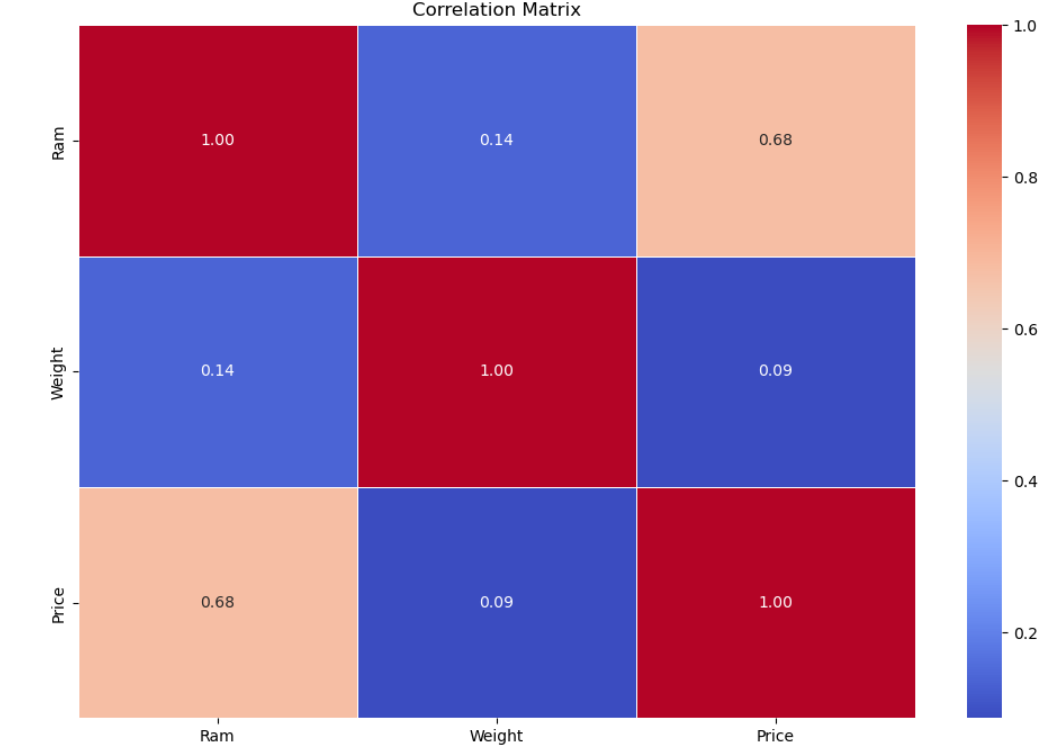 Correlation Matrix
1.0
Ram 1.00 0.14 0.68
0.8
0.6
Weight 0.14 1.00 0.09
0.4
Price 0.68 0.09 1.00
0.2
Ram Weight Price